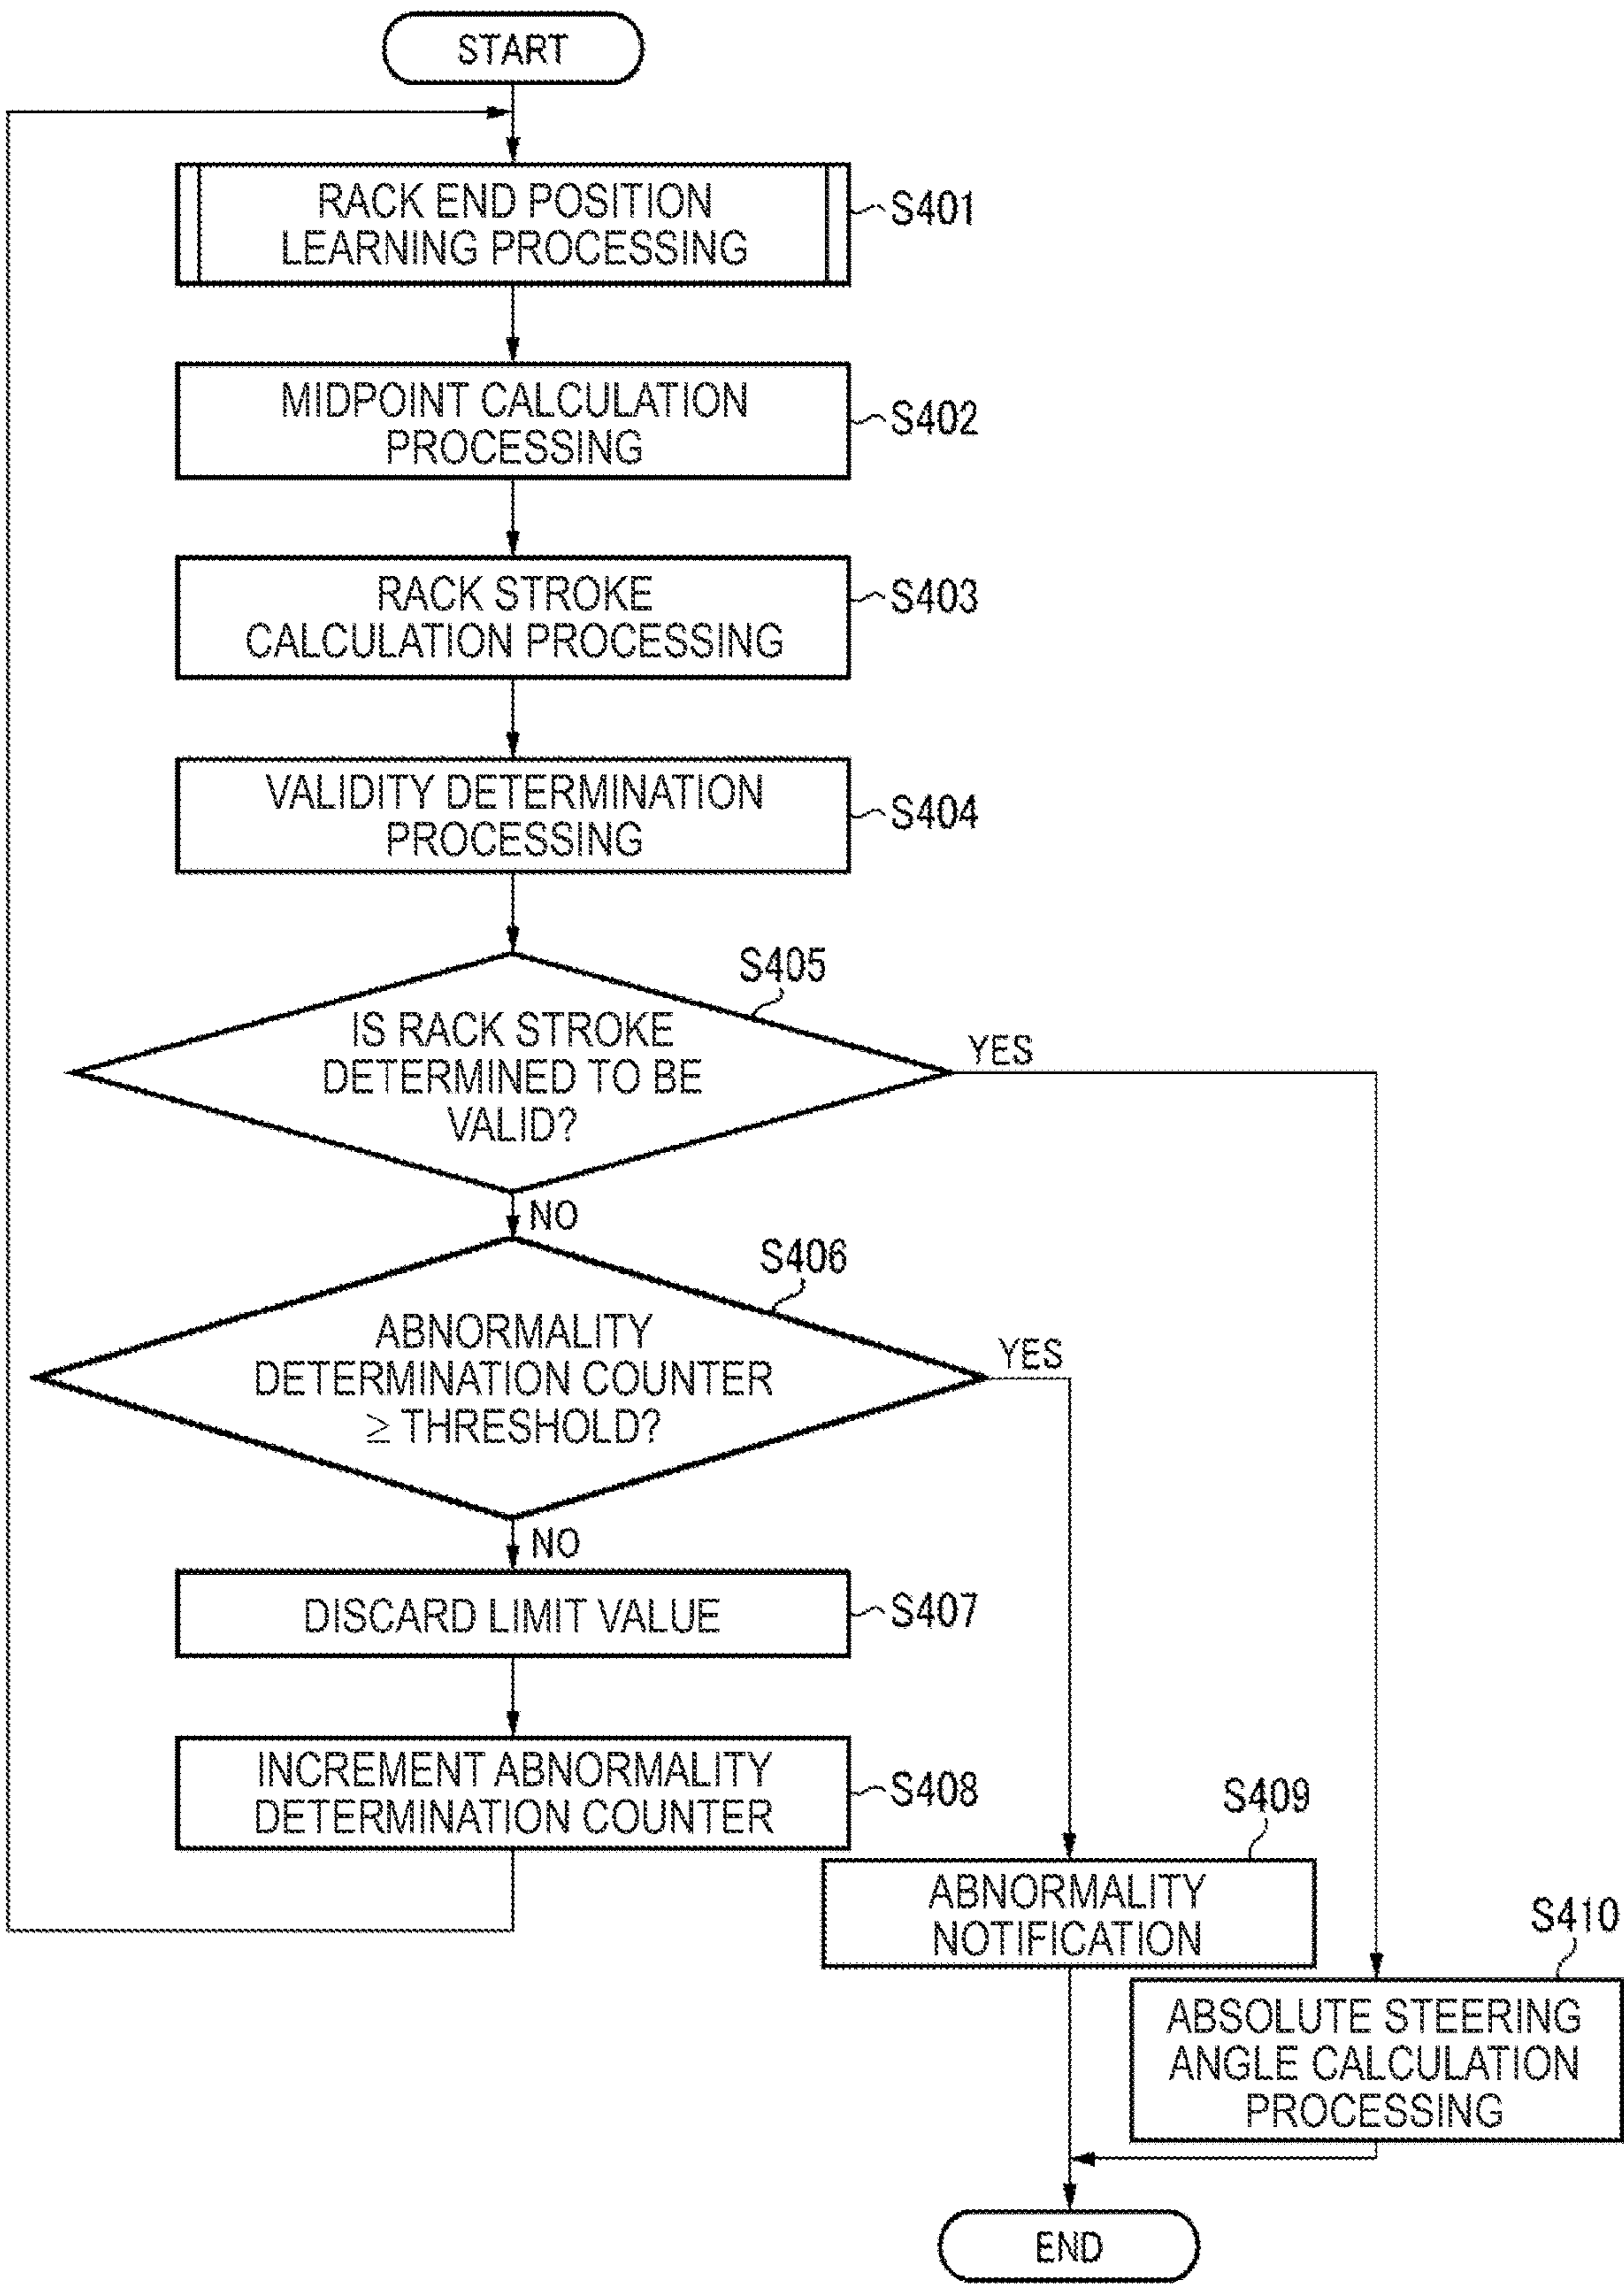 START
RACK END POSITION
LEARNING PROCESSING
S401
MIDPOINT CALCULATION
PROCESSING
S402
RACK STROKE
CALCULATION PROCESSING
S403
VALIDITY DETERMINATION
PROCESSING
S404
S405
IS RACK STROKE
DETERMINED TO BE
VALID?
YES
NO
S406
ABNORMALITY
DETERMINATION COUNTER
≥ THRESHOLD?
YES
NO
DISCARD LIMIT VALUE
S407
INCREMENT ABNORMALITY
DETERMINATION COUNTER
S408
S409
ABNORMALITY
NOTIFICATION
S410
ABSOLUTE STEERING
ANGLE CALCULATION
PROCESSING
END